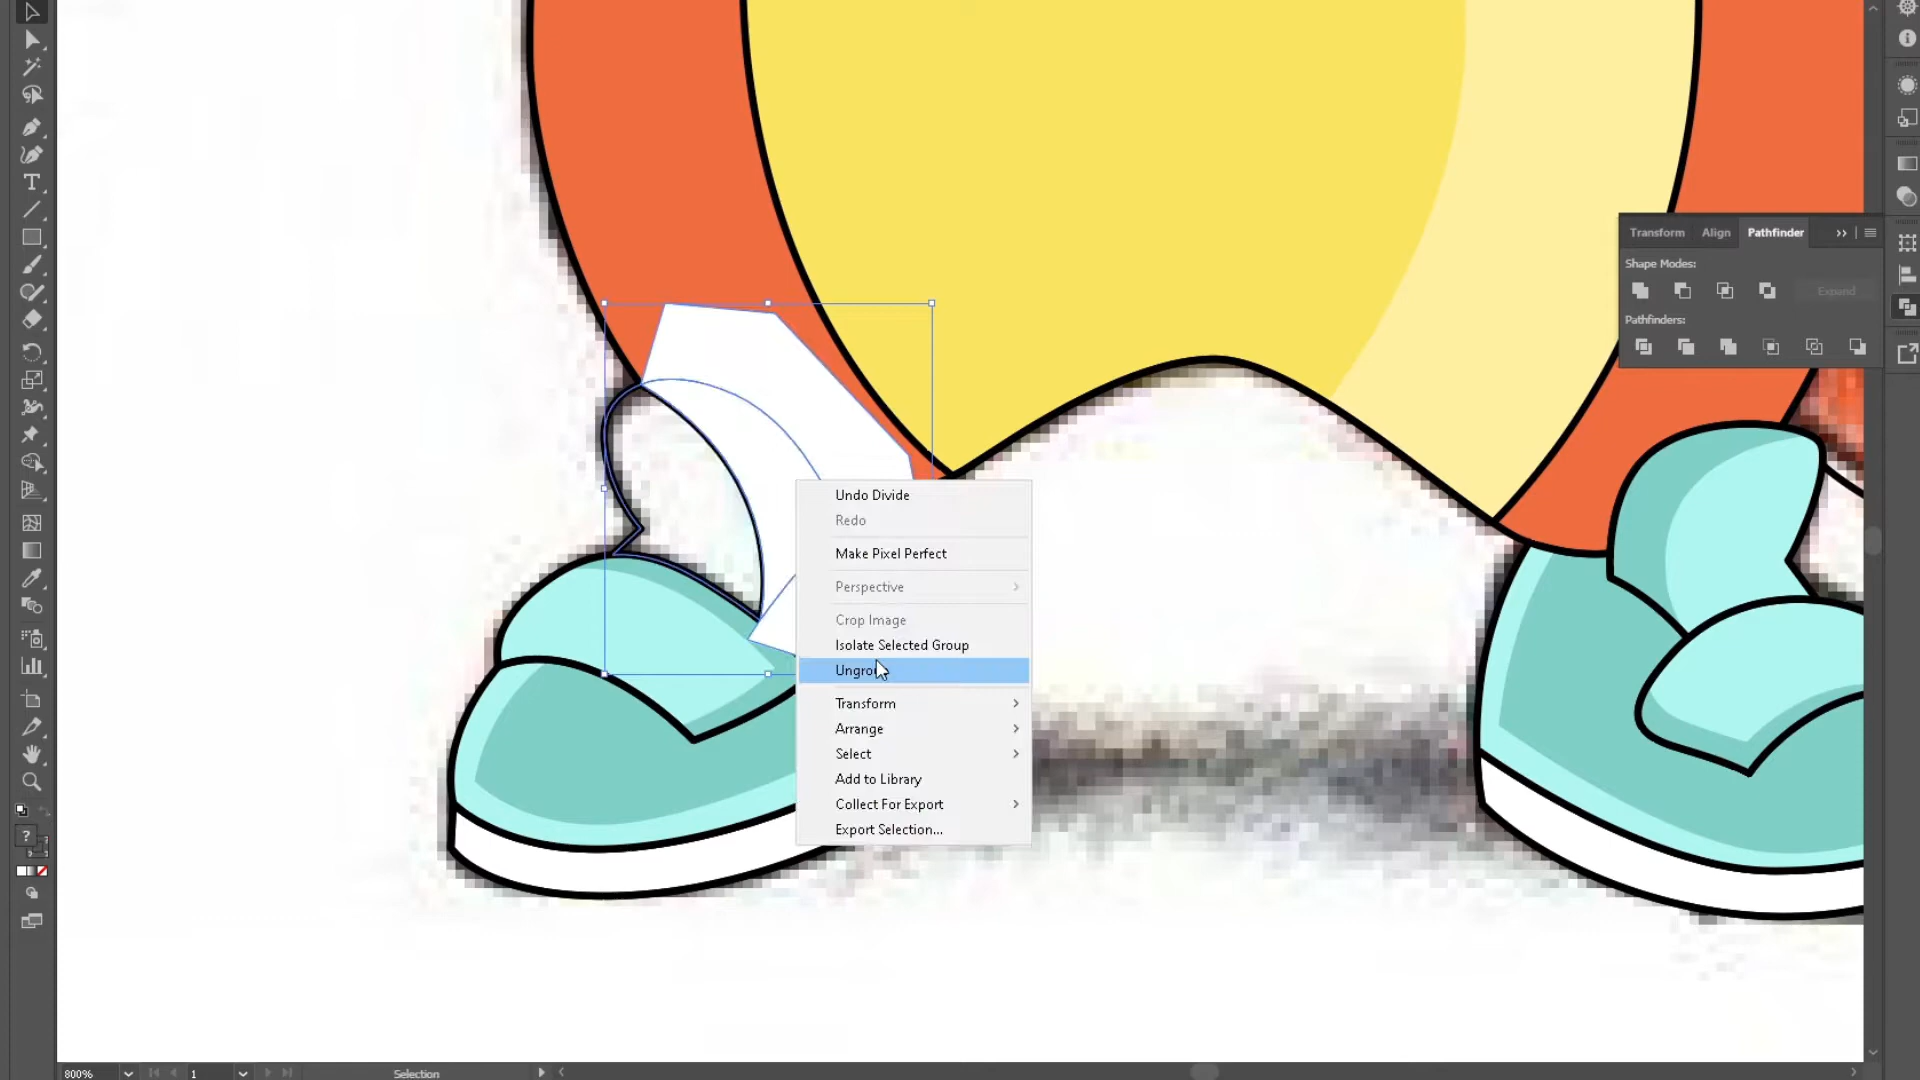 Transform Align Pathfinder
Shape Modes:
Expand
Pathfinders:
Undo Divide
Redo
Make Pixel Perfect
Perspective
Crop Image
Isolate Selected Group
Transform
Arrange
Select
Add to Library
Collect For Export
Export Selection...
800% 1 Selection